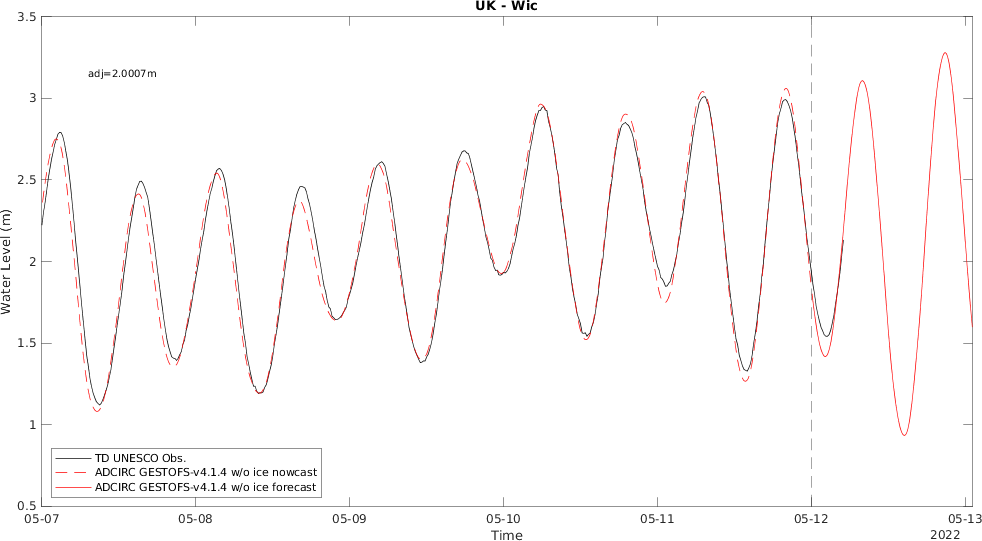 UK - Wic
3.5
3
2.5
2
1.5
1
0.5
Water Level (m)
adj=2.0007m
TD UNESCO Obs.
ADCIRC GESTOFS-v4.1.4 w/o ice nowcast
ADCIRC GESTOFS-v4.1.4 w/o ice forecast
05-07 05-08 05-09 05-10 05-11 05-12 05-13
Time
2022